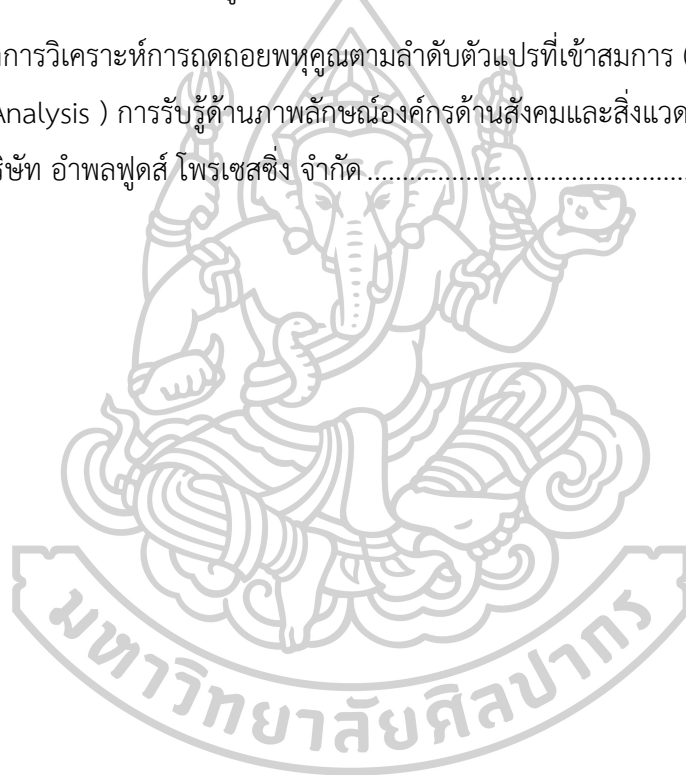 การวิเคราะห์การถดถอยพหุคูณตามลำดับตัวแปรที่เข้าสมการ (
Analysis ) การรับรู้ด้านภาพลักษณ์องค์กรด้านสังคมและสิ่งแวด
ริษัท อำพลฟูดส์ โพรเซสซิ่ง จำกัด ......................................
มหาวิทยาลัยศิลปากร